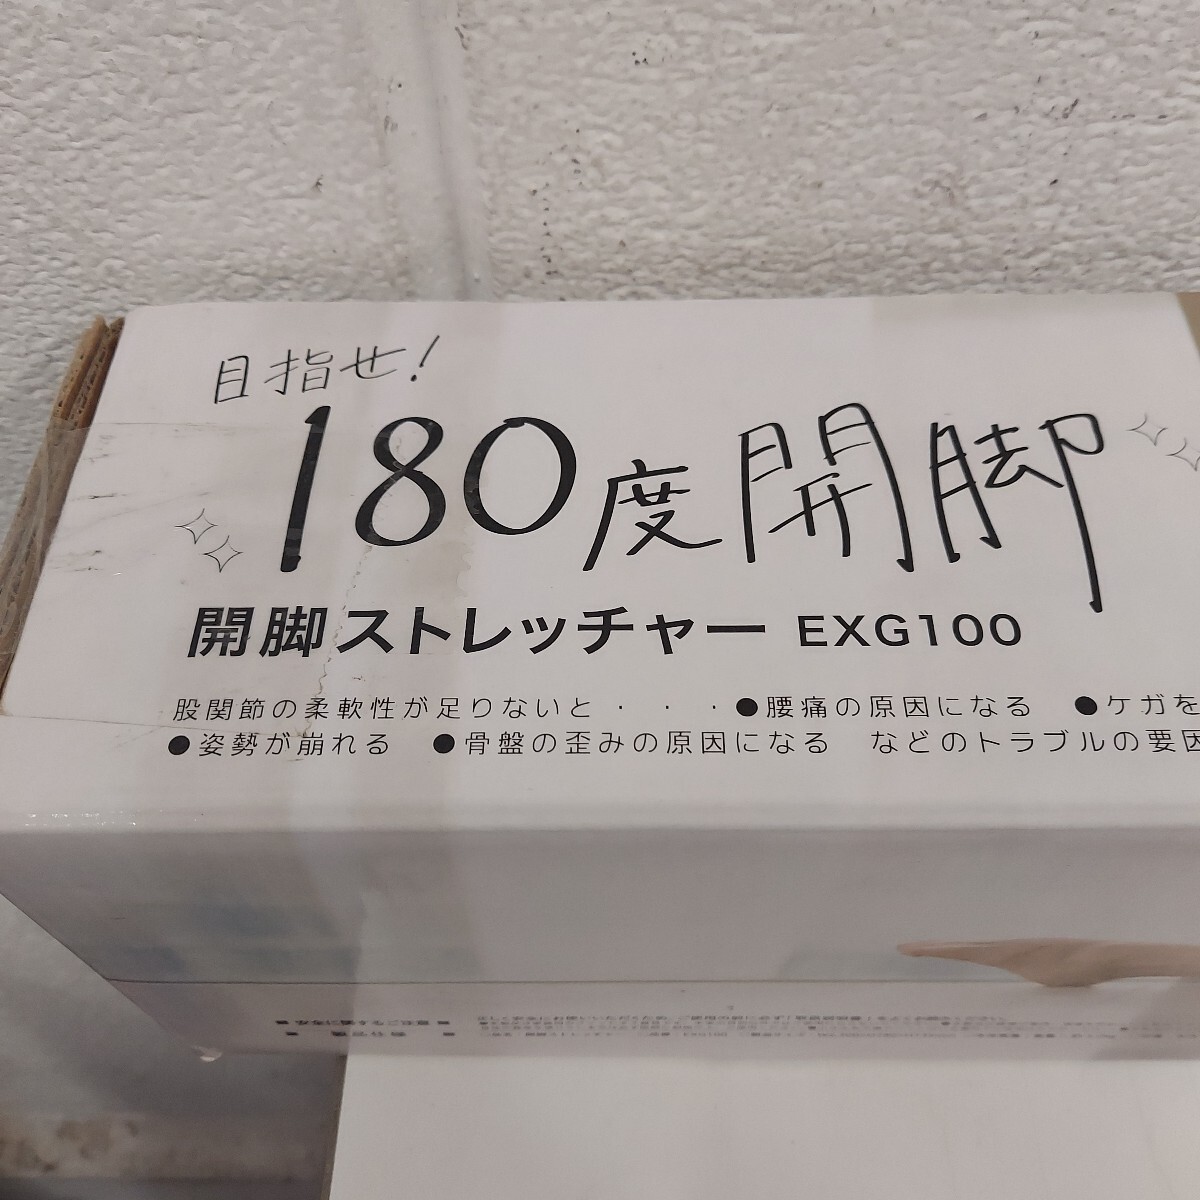 目指せ!
180度開脚
開脚ストレッチャー EXG100
股関節の柔軟性が足りないと・・・●腰痛の原因になる ●ケガを
●姿勢が崩れる ●骨盤の歪みの原因になる などのトラブルの要因